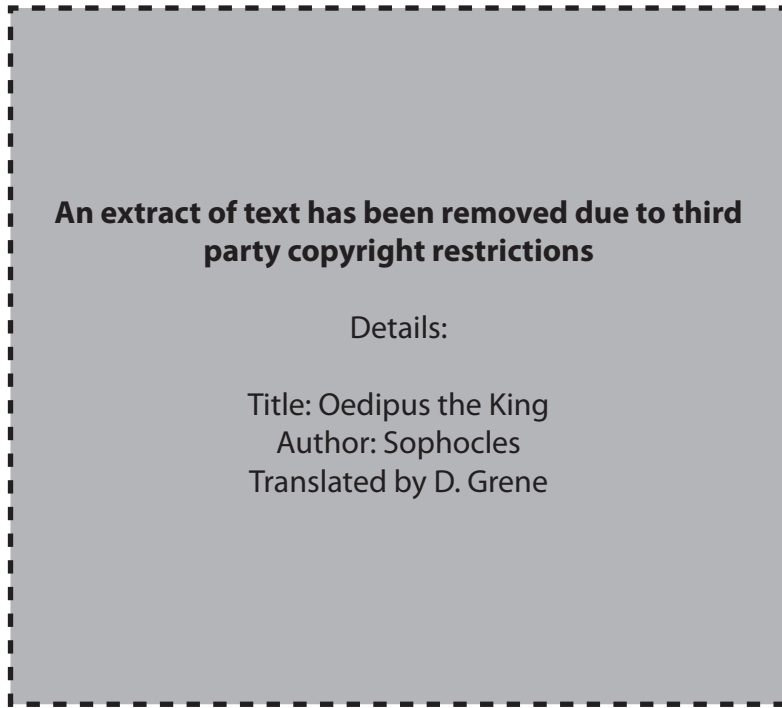 An extract of text has been removed due to third
party copyright restrictions
Details:
Title: Oedipus the King
Author: Sophocles
Translated by D. Grene